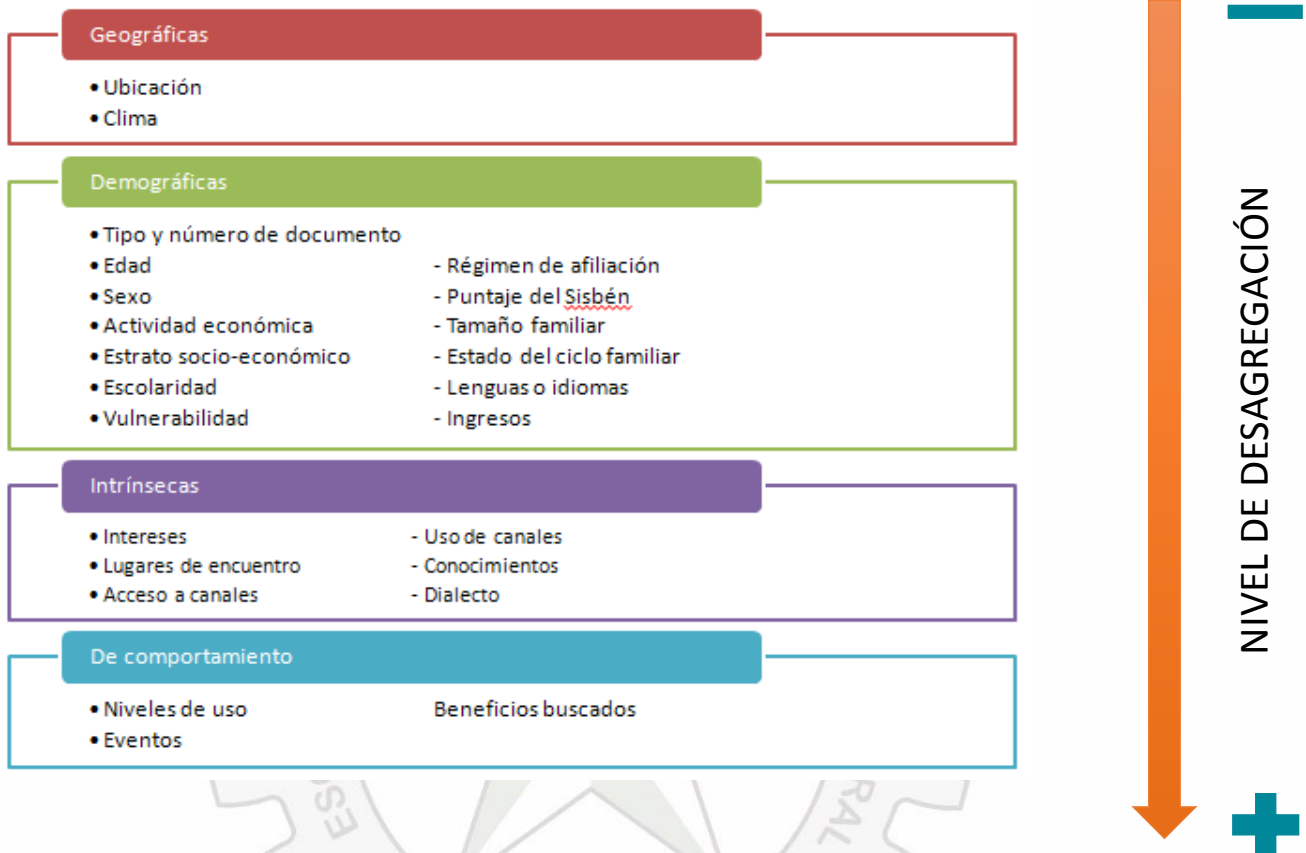 Geográficas
• Ubicación
• Clima
Demográficas
• Tipo y número de documento
• Edad - Régimen de afiliación
• Sexo - Puntaje del Sisbén
• Actividad económica - Tamaño familiar
• Estrato socio-económico - Estado del ciclo familiar
• Escolaridad - Lenguas o idiomas
• Vulnerabilidad - Ingresos
Intrínsecas
• Intereses - Uso de canales
• Lugares de encuentro - Conocimientos
• Acceso a canales - Dialecto
De comportamiento
• Niveles de uso Beneficios buscados
• Eventos
NIVEL DE DESAGREGACIÓN